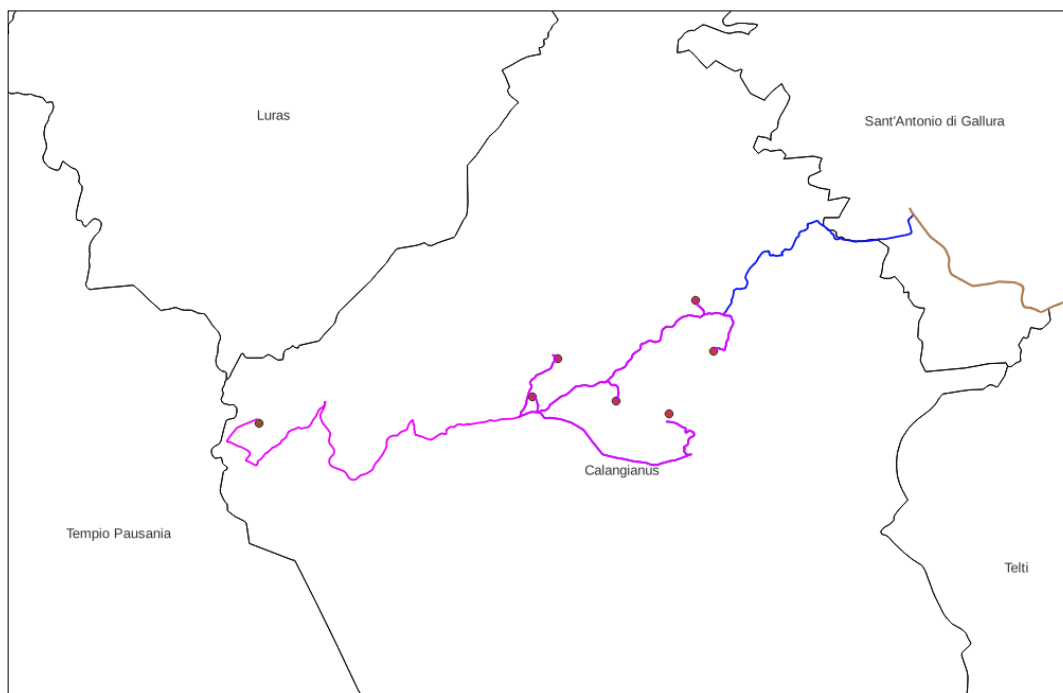 Luras
Sant'Antonio di Gallura
Calangianus
Tempio Pausania
Telti